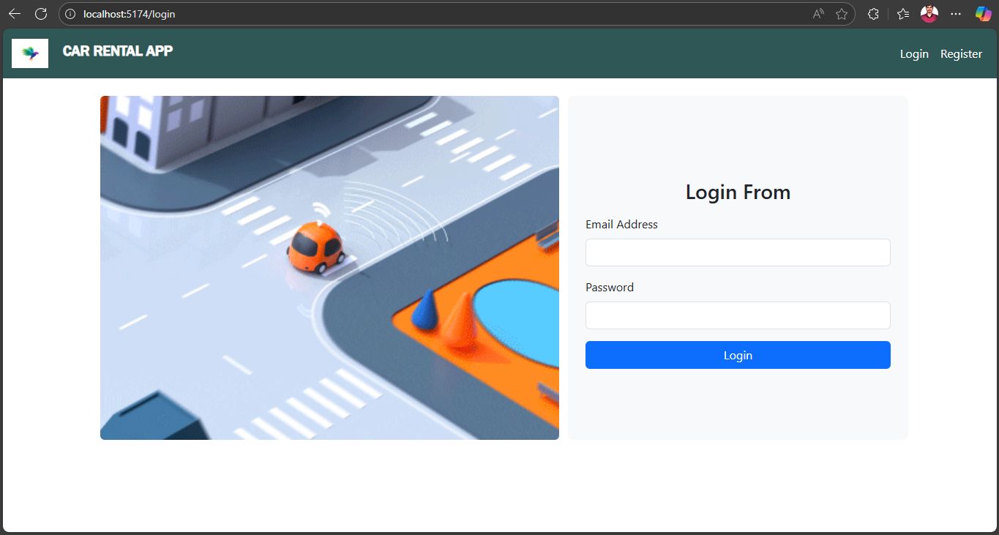 localhost:5174/login
CAR RENTAL APP
Login Register
Login From
Email Address
Password
Login